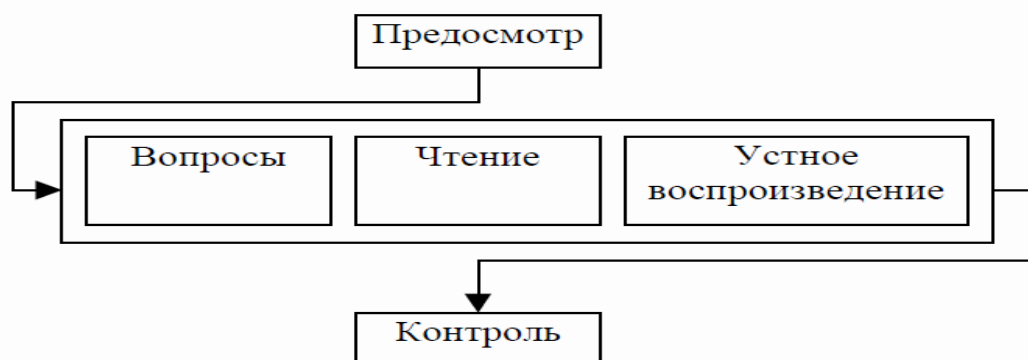 Предосмотр
Вопросы
Чтение
Устное
воспроизведение
Контроль